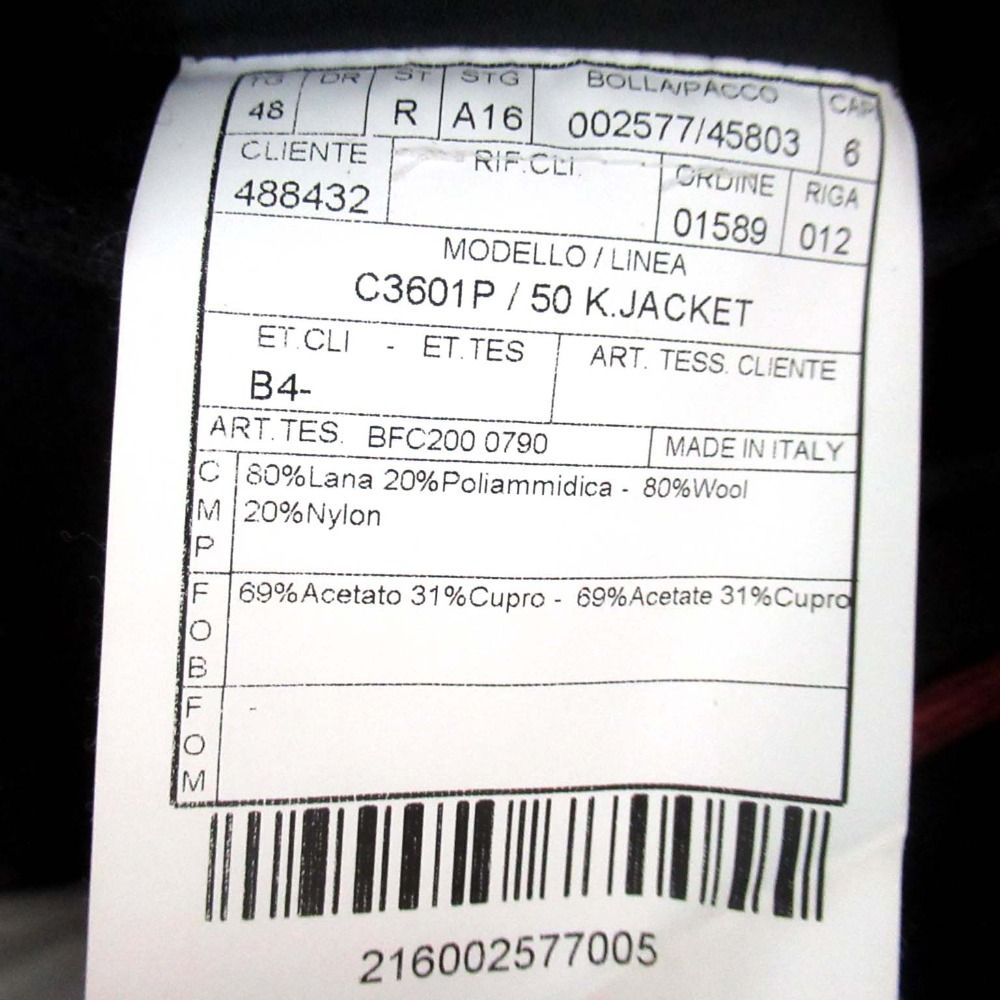 TG DR ST STG BOLLA/PACCO CAP
48 R A16 002577/45803 6
CLIENTE RIF.CLI. ORDINE RIGA
488432 01589 012
MODELLO / LINEA
C3601P / 50 K.JACKET
ET.CLI - ET.TES ART. TESS. CLIENTE
B4-
ART.TES. BFC200 0790 MADE IN ITALY
CMP 80%Lana 20%Poliammidica - 80%Wool
20%Nylon
FOB 69%Acetato 31%Cupro - 69%Acetate 31%Cupro
FOM -
216002577005